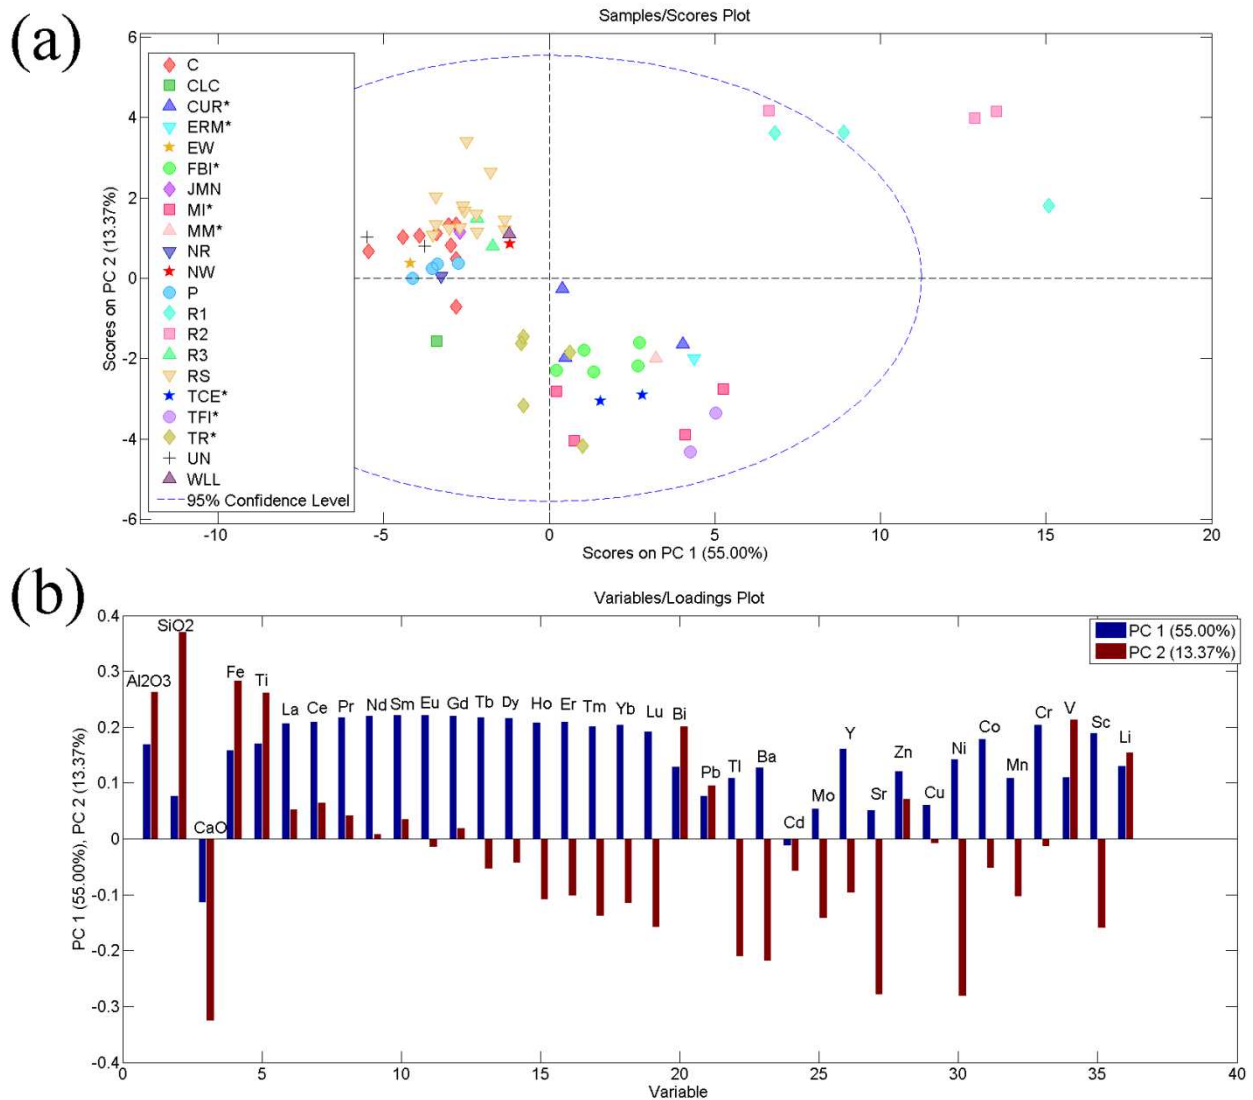 (a)
Samples/Scores Plot
Scores on PC 2 (13.37%)
6
4
2
0
-2
-4
-6
C
CLC
CUR*
ERM*
EW
FBI*
JMN
MI*
MM*
NR
NW
P
R1
R2
R3
RS
TCE*
TFI*
TR*
UN
WLL
95% Confidence Level
-10 -5 0 5 10 15 20
Scores on PC 1 (55.00%)
(b)
Variables/Loadings Plot
PC 1 (55.00%), PC 2 (13.37%)
0.4
0.3
0.2
0.1
0
-0.1
-0.2
-0.3
-0.4
PC 1 (55.00%)
PC 2 (13.37%)
Al2O3 SiO2 CaO Fe Ti La Ce Pr Nd Sm Eu Gd Tb Dy Ho Er Tm Yb Lu Bi Pb Tl Ba Cd Mo Y Sr Zn Cu Ni Co Mn Cr V Sc Li
0 5 10 15 20 25 30 35 40
Variable